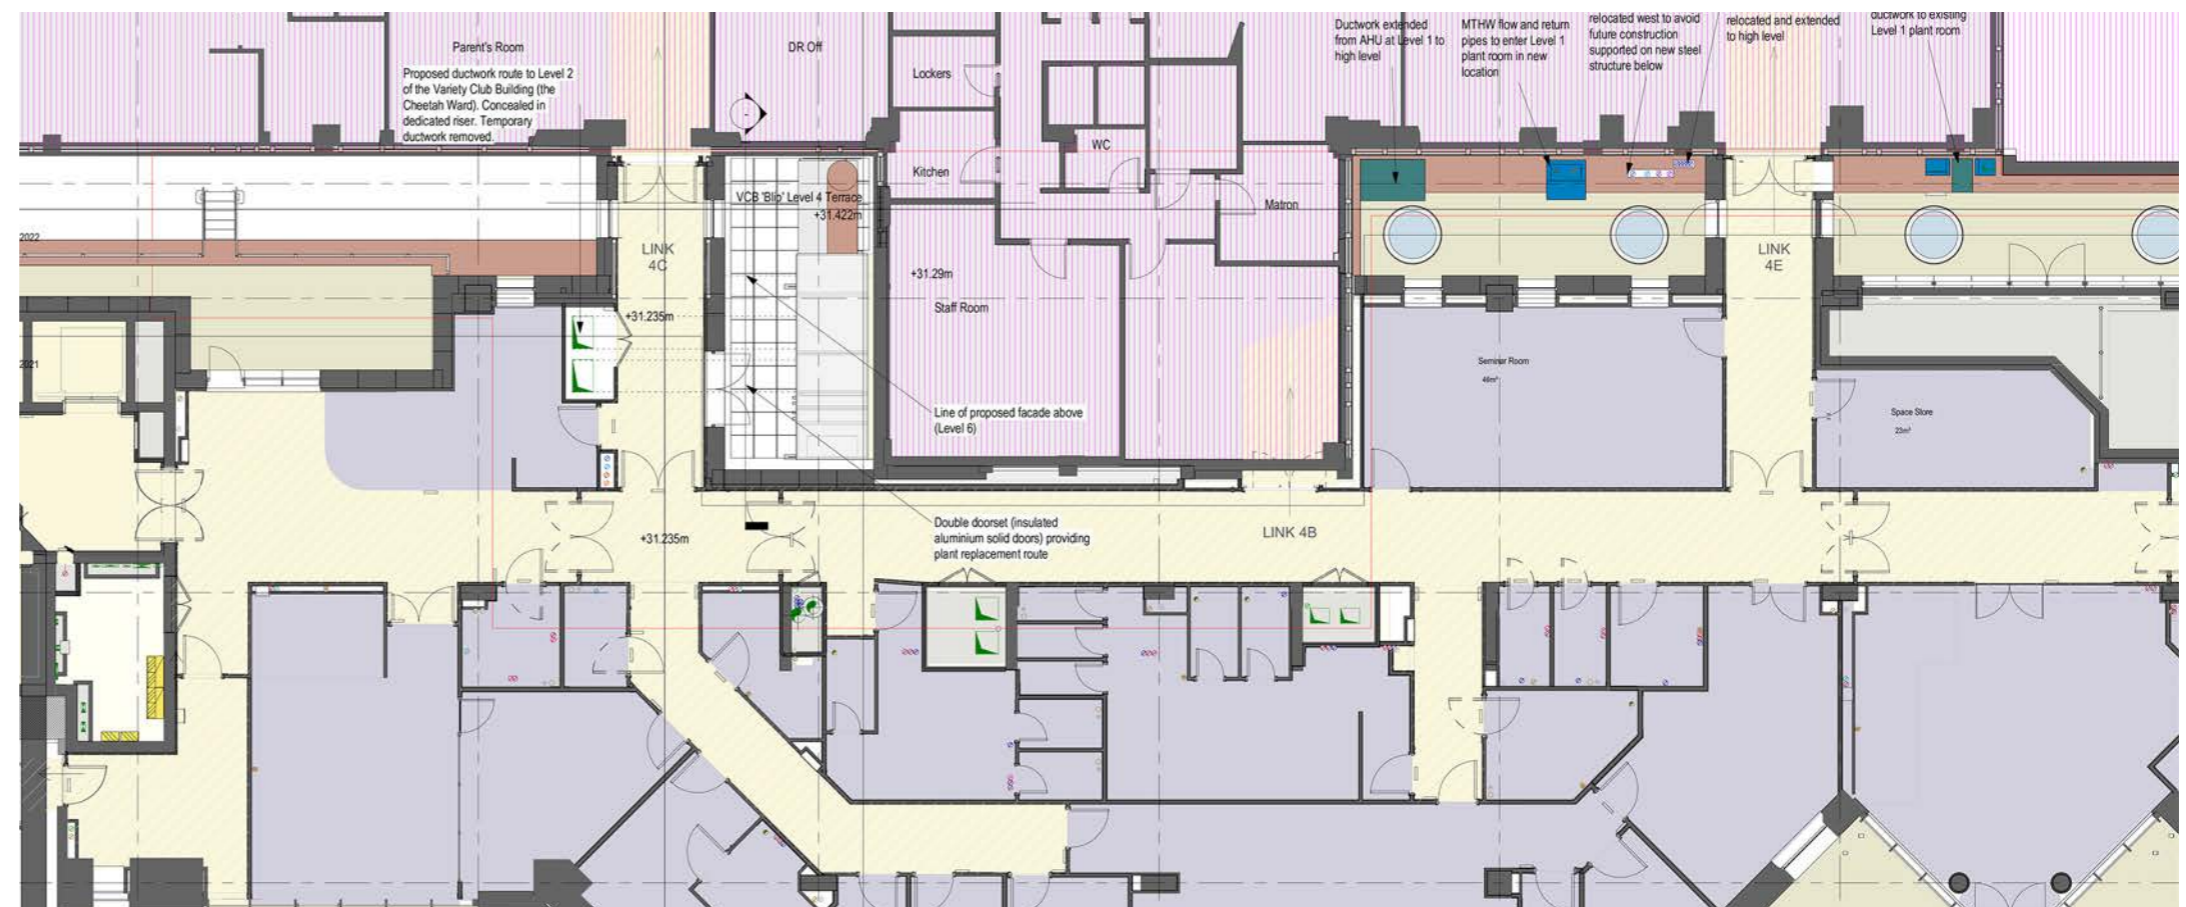 Parent's Room
DR Off
Lockers
Kitchen
WC
Matron
Proposed ductwork route to Level 2
of the Variety Club Building (the
Cheetah Ward). Concealed in
dedicated riser. Temporary
ductwork removed.
Ductwork extended
from AHU at Level 1 to
high level
MTHW flow and return
pipes to enter Level 1
plant room in new
location
relocated west to avoid
future construction
supported on new steel
structure below
relocated and extended
to high level
ductwork to existing
Level 1 plant room
VCB 'Blip' Level 4 Terrace
+31.422m
2022
LINK
4C
+31.235m
+31.29m
Staff Room
LINK
4E
2021
Seminar Room
48m²
Space Store
23m²
Line of proposed facade above
(Level 6)
Double doorset (insulated
aluminium solid doors) providing
plant replacement route
+31.235m
LINK 4B